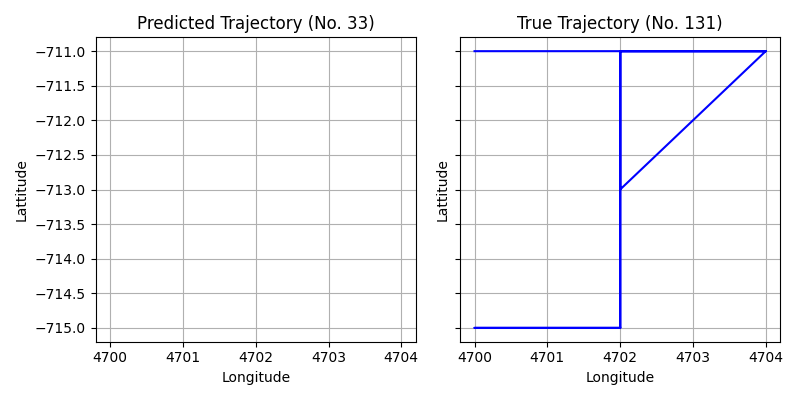 Predicted Trajectory (No. 33)
True Trajectory (No. 131)
−711.0
−711.5
−712.0
−712.5
−713.0
−713.5
−714.0
−714.5
−715.0
Lattitude
Lattitude
4700 4701 4702 4703 4704
4700 4701 4702 4703 4704
Longitude
Longitude